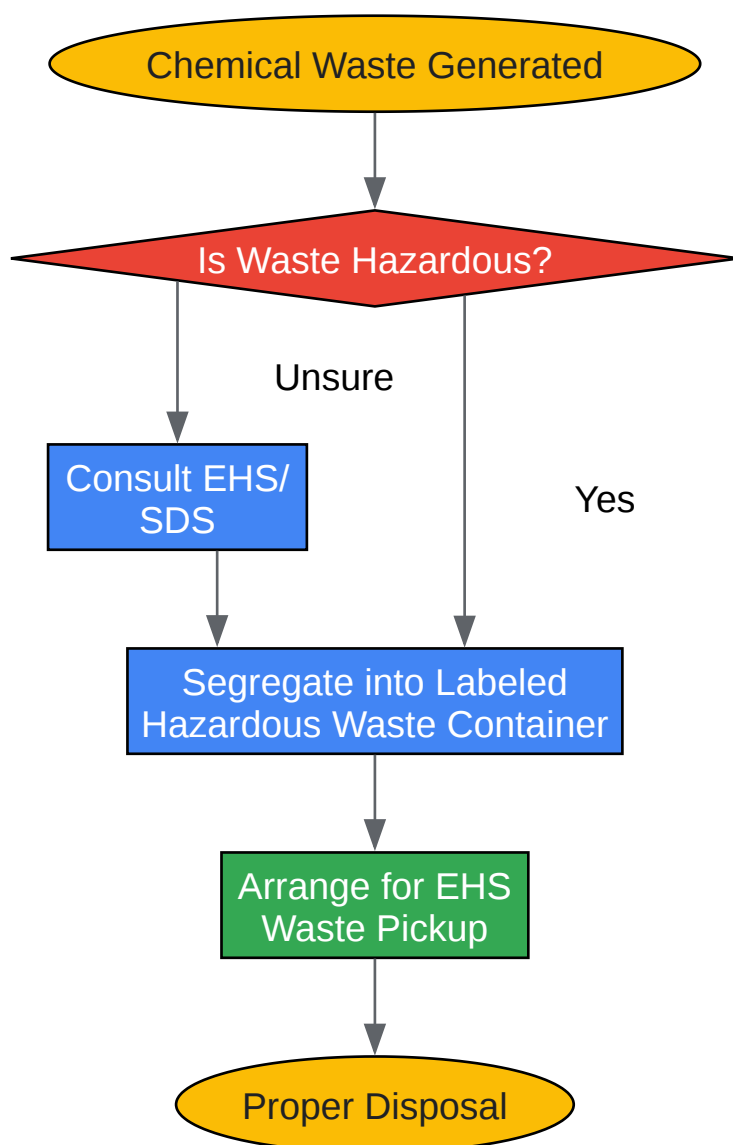 Chemical Waste Generated
Is Waste Hazardous?
Unsure
Consult EHS/
SDS
Yes
Segregate into Labeled
Hazardous Waste Container
Arrange for EHS
Waste Pickup
Proper Disposal